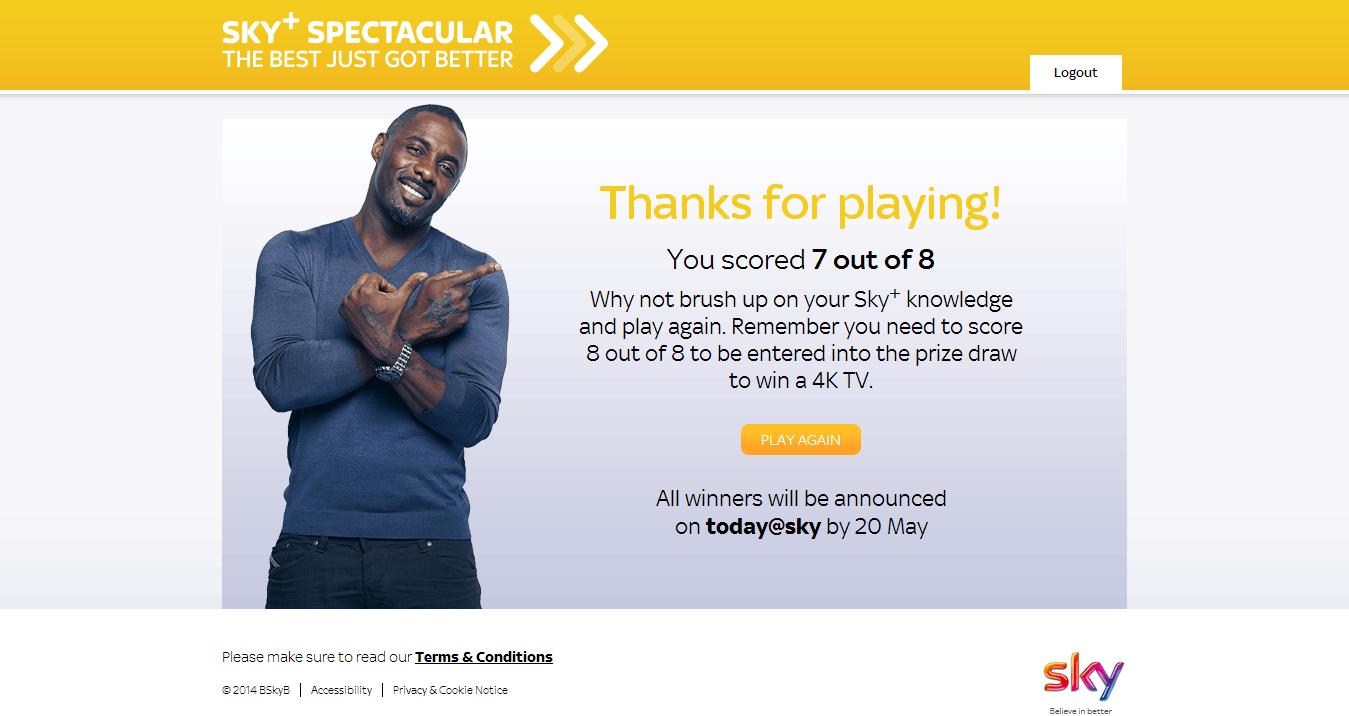 SKY+ SPECTACULAR
THE BEST JUST GOT BETTER
Logout
Thanks for playing!
You scored 7 out of 8
Why not brush up on your Sky+ knowledge
and play again. Remember you need to score
8 out of 8 to be entered into the prize draw
to win a 4K TV.
PLAY AGAIN
All winners will be announced
on today@sky by 20 May
Please make sure to read our Terms & Conditions
© 2014 BSkyB | Accessibility | Privacy & Cookie Notice
sky
Believe in better